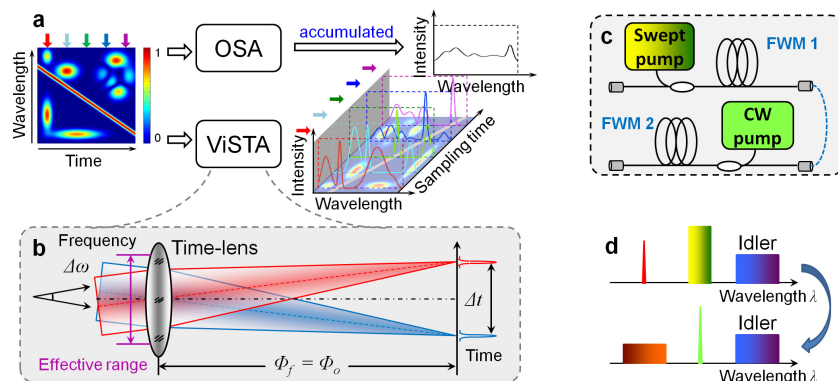 a
Wavelength
Time
1
0
OSA
accumulated
Intensity
Wavelength
ViSTA
Intensity
Wavelength
Sampling time
b
Frequency
Time-lens
Δω
Δt
Effective range
Φf = Φo
Time
c
Swept
pump
FWM 1
FWM 2
CW
pump
d
Idler
Wavelength λ
Idler
Wavelength λ